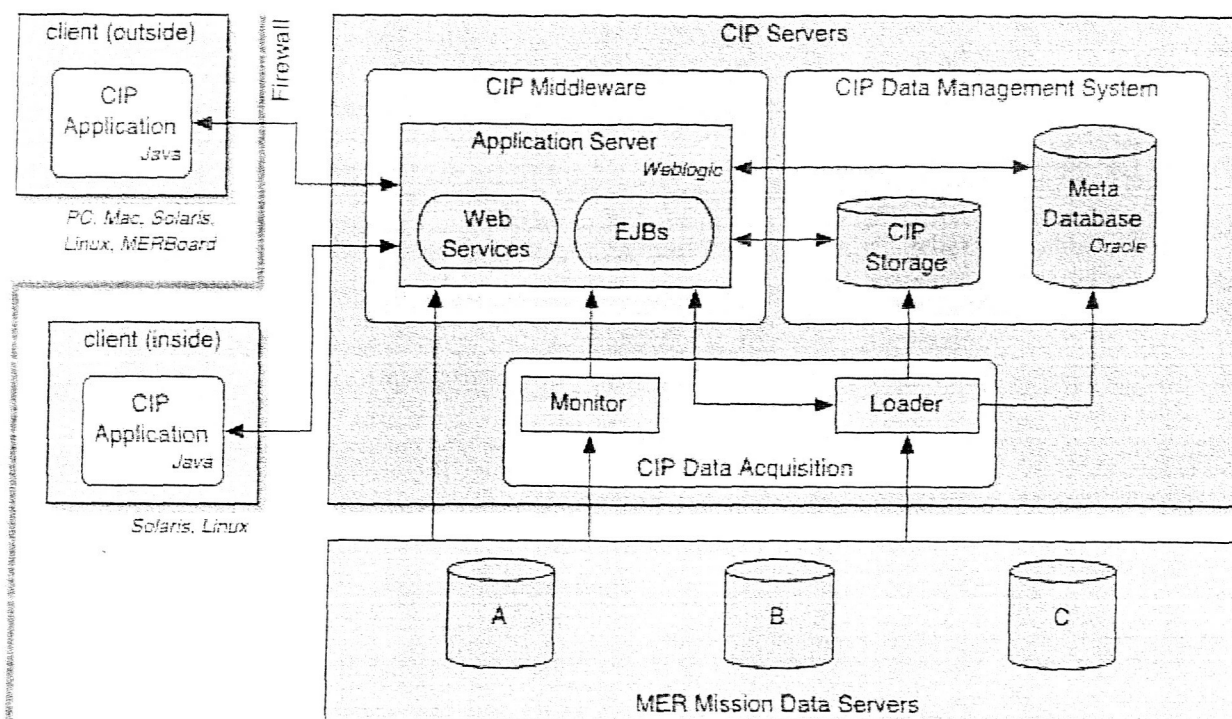 client (outside)
CIP
Application
Java
PC, Mac, Solaris,
Linux, MERBoard
Firewall
client (inside)
CIP
Application
Java
Solaris, Linux
CIP Servers
CIP Middleware
Application Server
Weblogic
Web
Services
EJBs
CIP Data Management System
CIP
Storage
Meta
Database
Oracle
Monitor
Loader
CIP Data Acquisition
A
B
C
MER Mission Data Servers